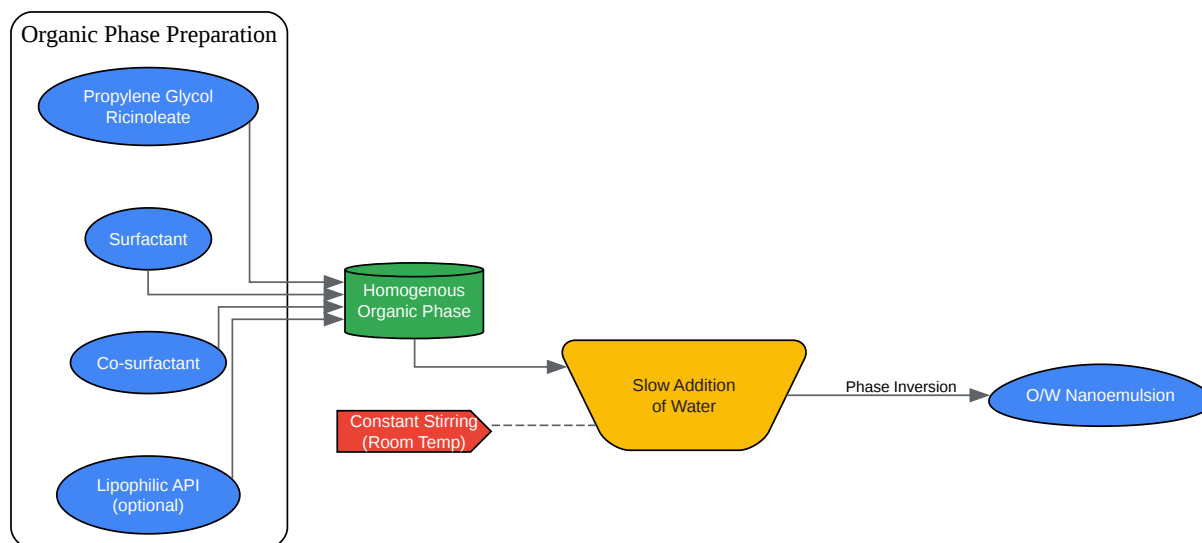 Organic Phase Preparation
Propylene Glycol
Ricinoleate
Surfactant
Co-surfactant
Lipophilic API
(optional)
Homogenous
Organic Phase
Constant Stirring
(Room Temp)
Slow Addition
of Water
Phase Inversion
O/W Nanoemulsion